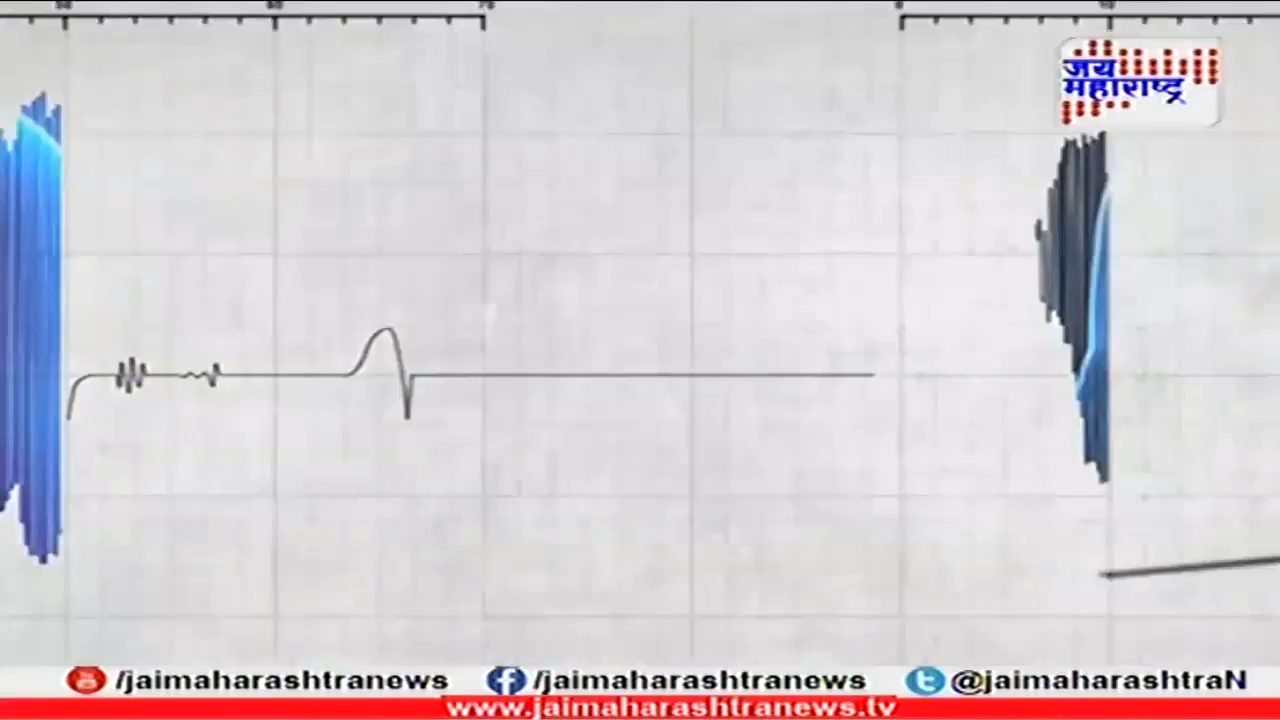 जय
महाराष्ट्र
/jaimaharashtranews /jaimaharashtranews @jaimaharashtraN
www.jaimaharashtranews.tv